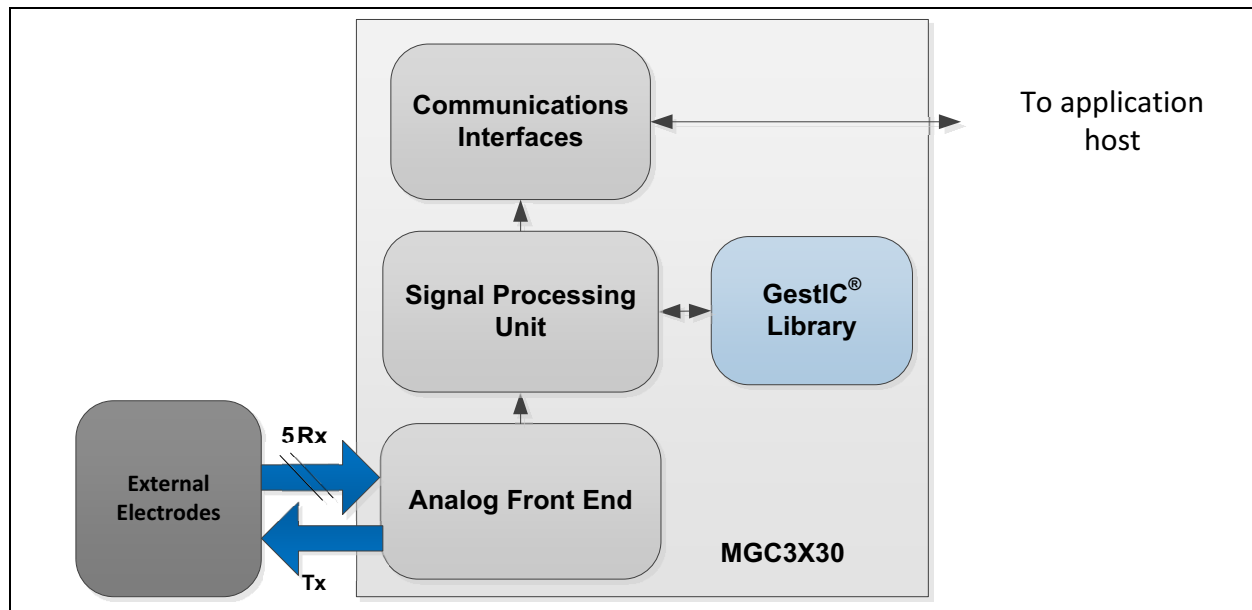 Communications
Interfaces
To application
host
Signal Processing
Unit
GestIC®
Library
5Rx
External
Electrodes
Analog Front End
Tx
MGC3X30